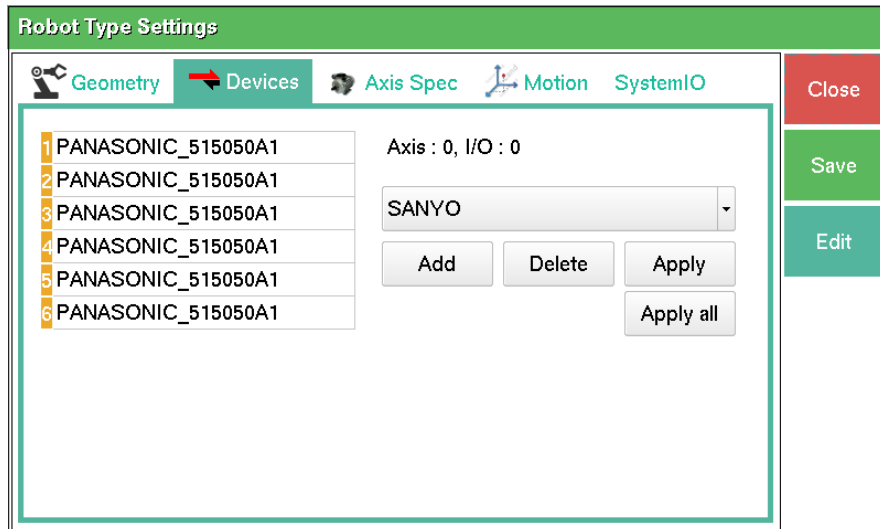 Robot Type Settings
Geometry Devices Axis Spec Motion SystemIO
Close
Save
Edit
1 PANASONIC_515050A1
2 PANASONIC_515050A1
3 PANASONIC_515050A1
4 PANASONIC_515050A1
5 PANASONIC_515050A1
6 PANASONIC_515050A1
Axis : 0, I/O : 0
SANYO
Add Delete Apply
Apply all